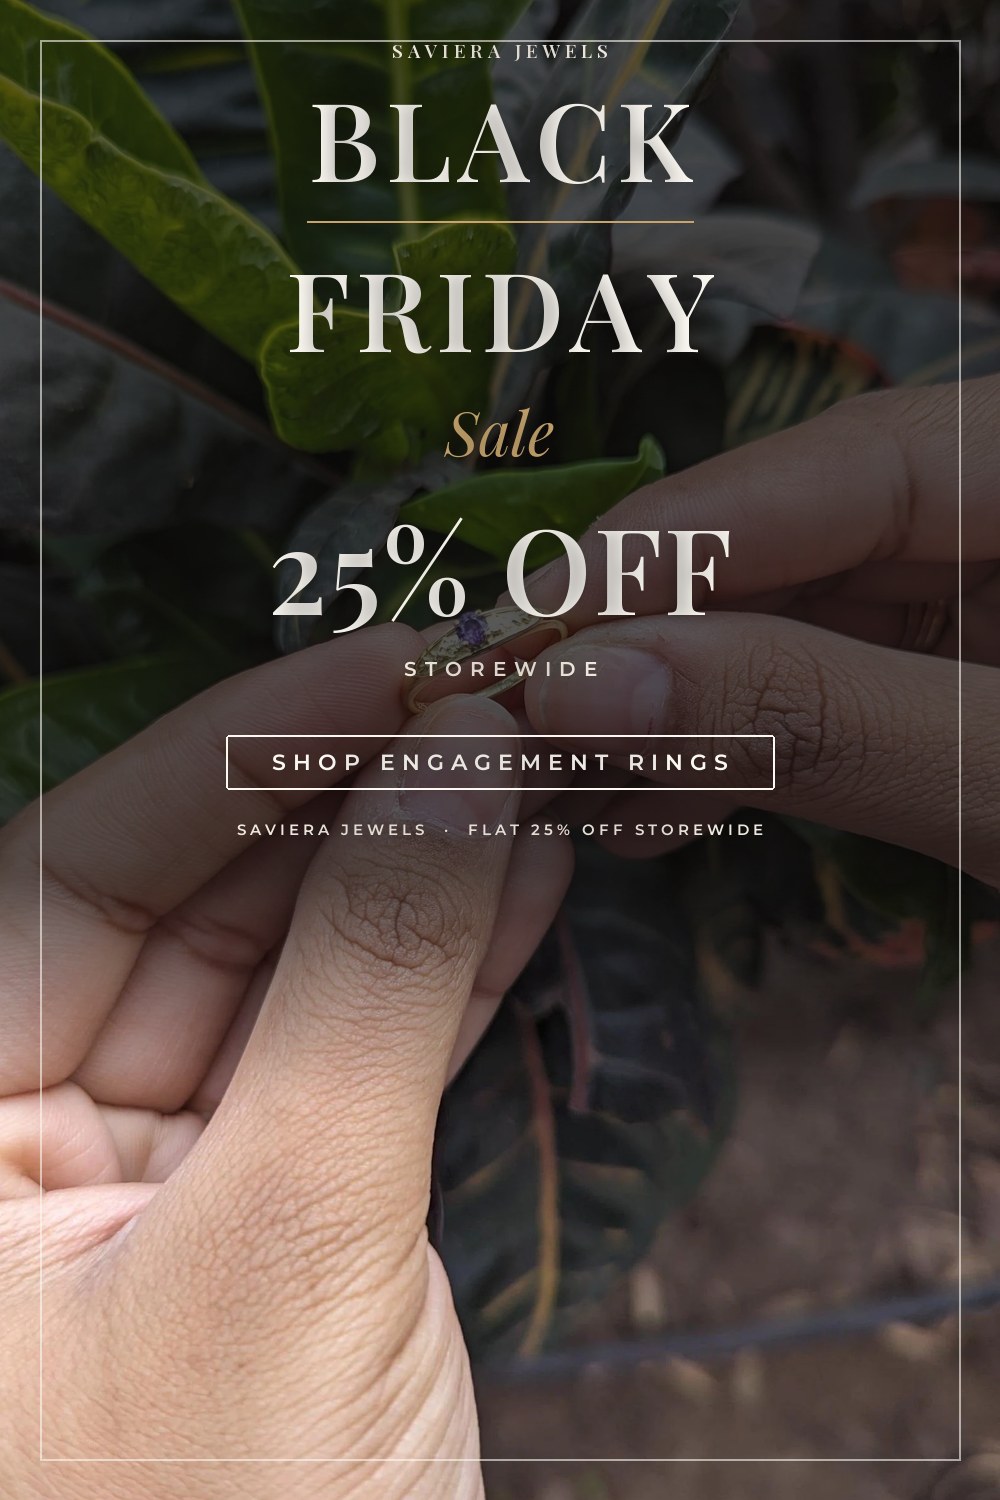 SAVIERA JEWELS
BLACK
FRIDAY
Sale
25% OFF
STOREWIDE
SHOP ENGAGEMENT RINGS
SAVIERA JEWELS · FLAT 25% OFF STOREWIDE